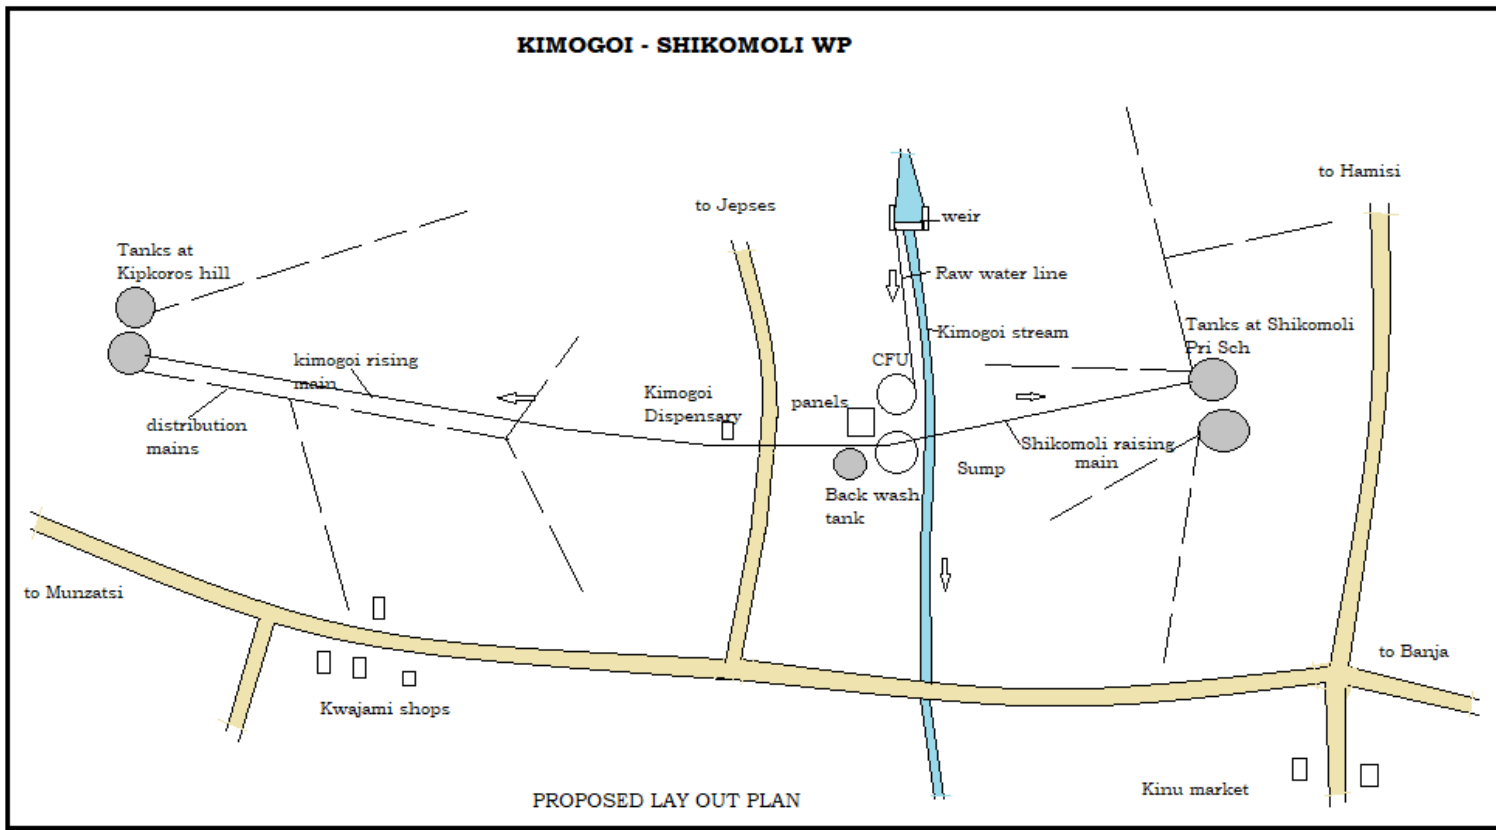 KIMOGOI - SHIKOMOLI WP
to Hamisi
to Jepses
weir
Tanks at
Kipkoros hill
Raw water line
Kimogoi stream
Tanks at Shikomoli
Pri Sch
kimogoi rising
main
CFU
Kimogoi
Dispensary
panels
distribution
mains
Shikomoli raising
main
Sump
Back wash
tank
to Munzatsi
to Banja
Kwajami shops
Kinu market
PROPOSED LAY OUT PLAN